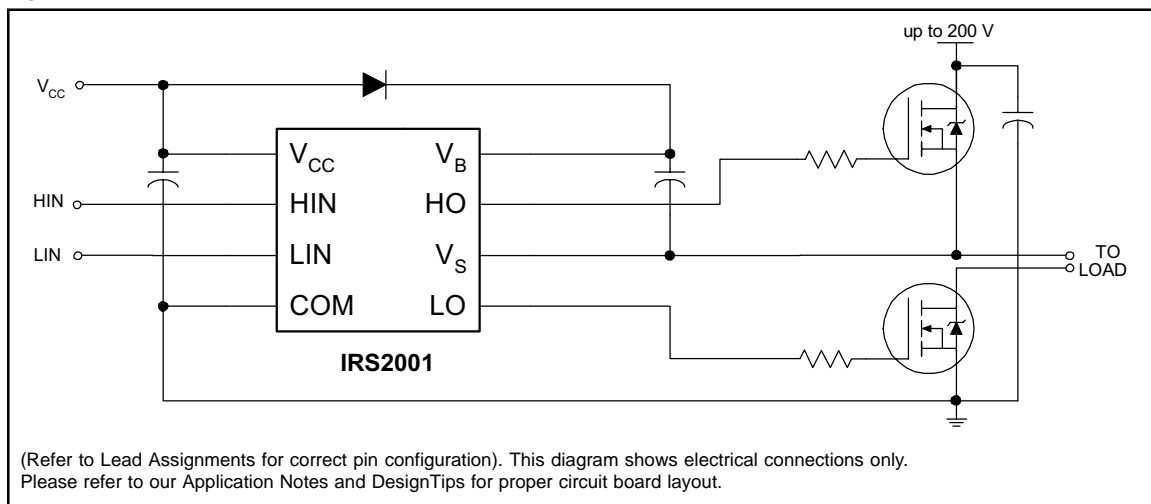 up to 200 V
VCC
VCC VB
HIN HIN HO
LIN LIN VS
TO
LOAD
COM LO
IRS2001
(Refer to Lead Assignments for correct pin configuration). This diagram shows electrical connections only.
Please refer to our Application Notes and DesignTips for proper circuit board layout.